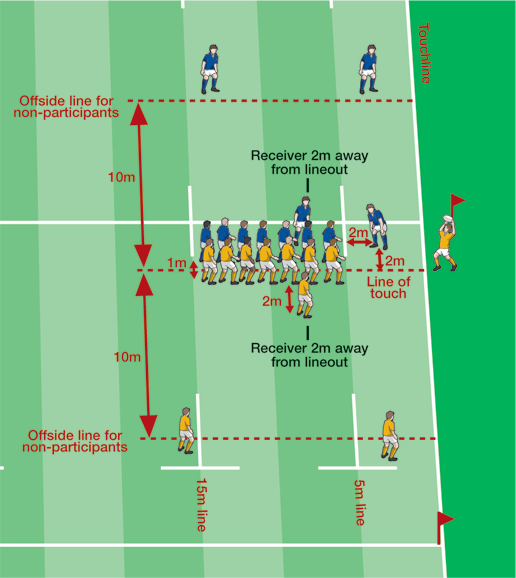 Touchline
Offside line for
non-participants
10m
Receiver 2m away
from lineout
2m
2m
1m
Line of
touch
2m
10m
Receiver 2m away
from lineout
Offside line for
non-participants
15m line
5m line